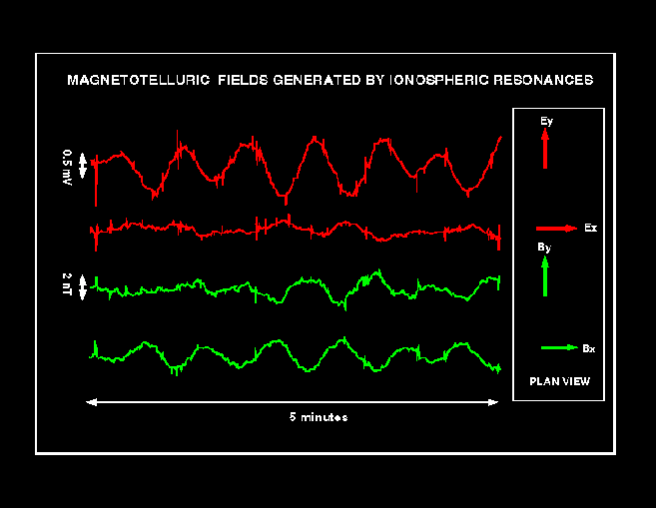 MAGNETOTELLURIC FIELDS GENERATED BY IONOSPHERIC RESONANCES
0.5 mV
2 nT
5 minutes
Ey
Ex
By
Bx
PLAN VIEW